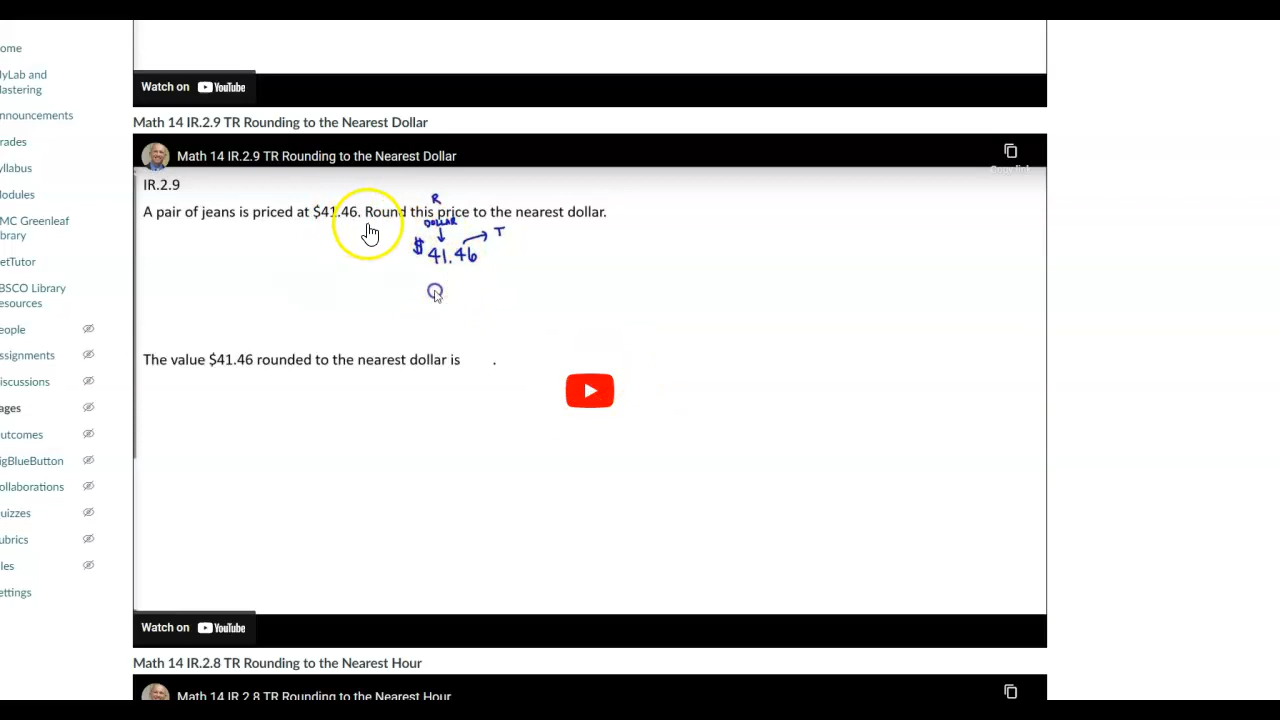 ome
lyLab and
lastering
nnouncements
rades
yllabus
lodules
MC Greenleaf
ibrary
etTutor
BSCO Library
esources
eople
ssignments
iscussions
ages
utcomes
igBlueButton
ollaborations
uizzes
ubrics
les
ettings
Watch on YouTube
Math 14 IR.2.9 TR Rounding to the Nearest Dollar
Math 14 IR.2.9 TR Rounding to the Nearest Dollar
Copy link
IR.2.9
A pair of jeans is priced at $41.46. Round this price to the nearest dollar.
R
DOLLAR
T
$ 41.46
The value $41.46 rounded to the nearest dollar is .
Watch on YouTube
Math 14 IR.2.8 TR Rounding to the Nearest Hour
Math 14 IR.2.8 TR Rounding to the Nearest Hour